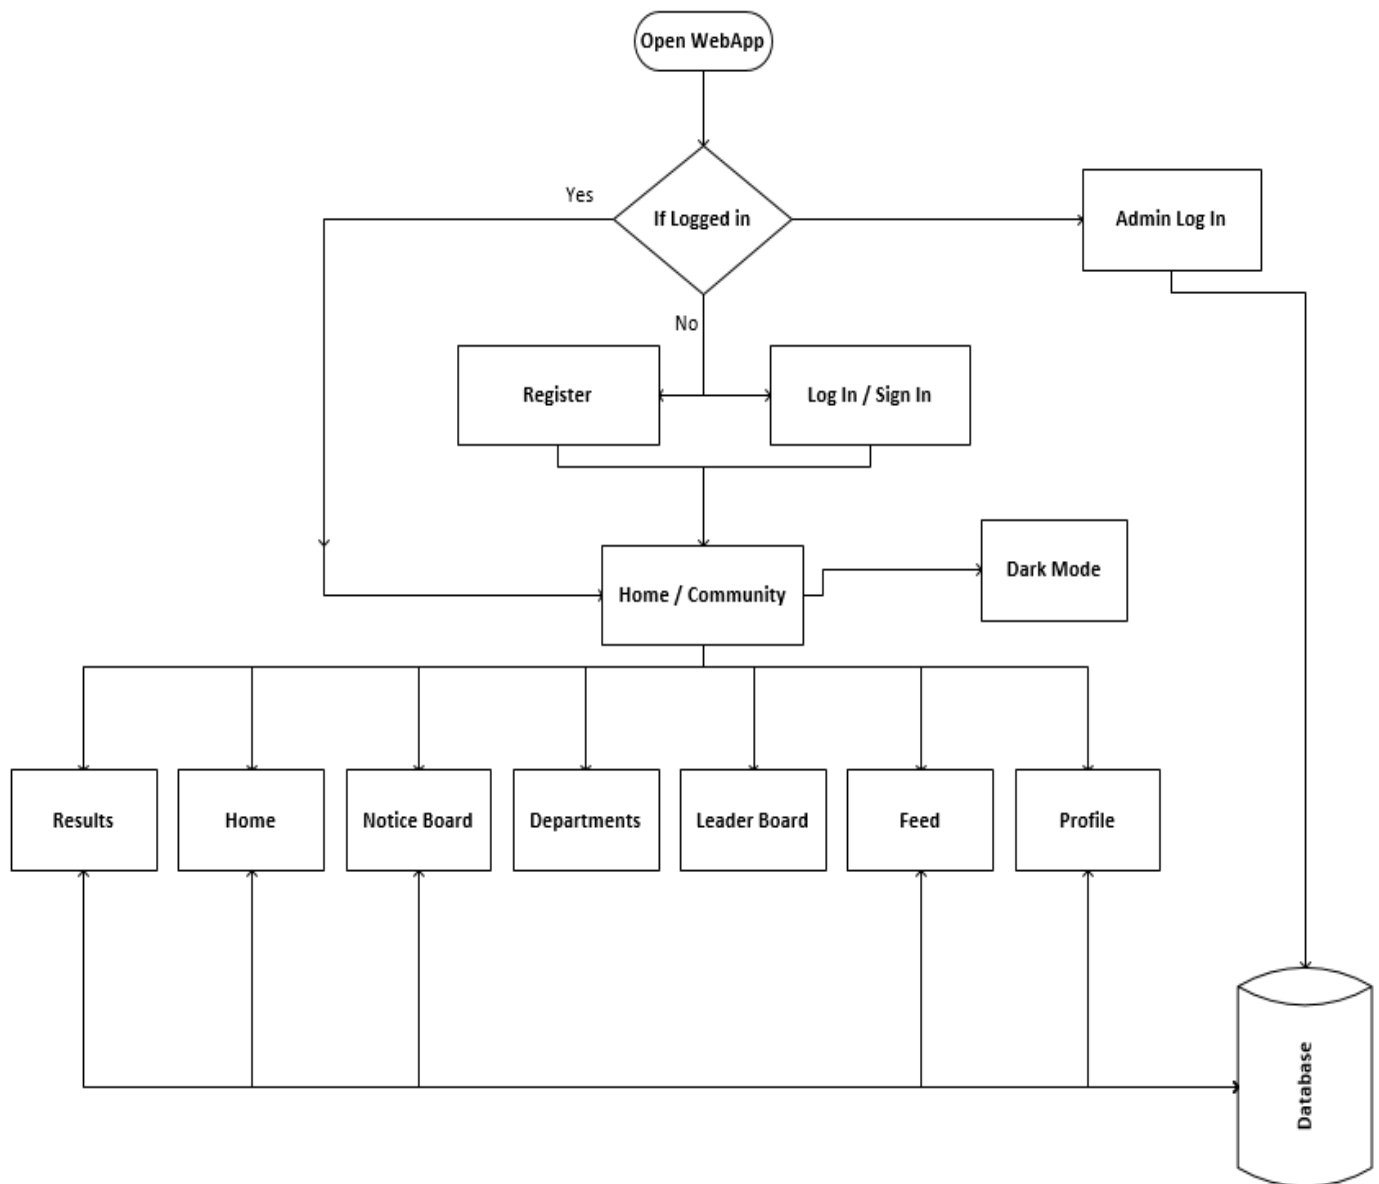 Open WebApp
Yes
If Logged in
Admin Log In
No
Register
Log In / Sign In
Home / Community
Dark Mode
Results
Home
Notice Board
Departments
Leader Board
Feed
Profile
Database